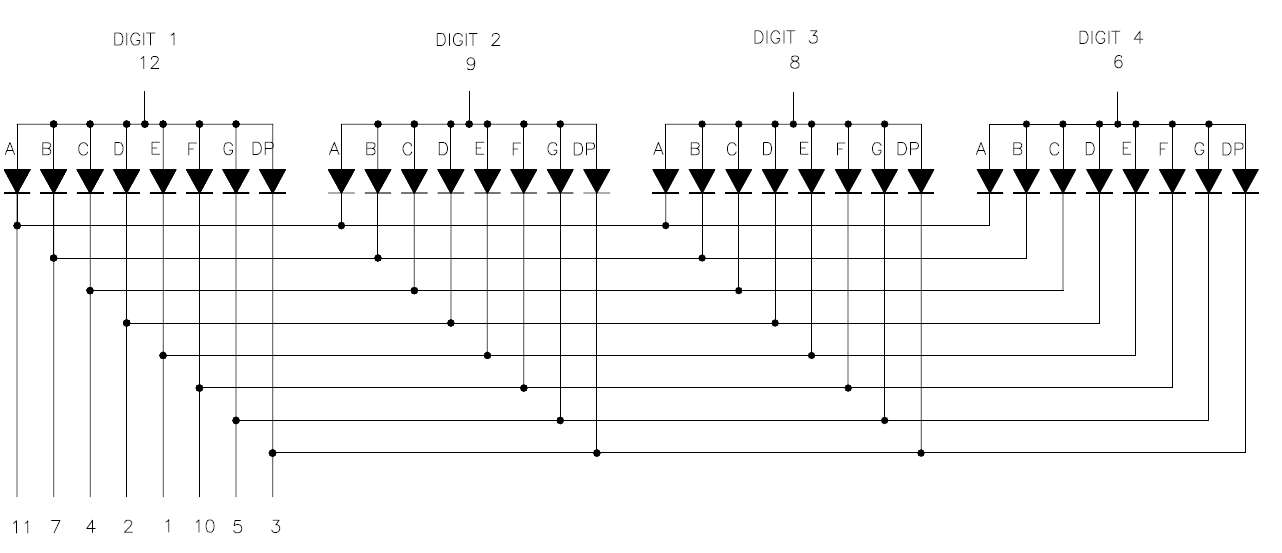 DIGIT 1 DIGIT 2 DIGIT 3 DIGIT 4
12 9 8 6
A B C D E F G DP A B C D E F G DP A B C D E F G DP A B C D E F G DP
11 7 4 2 1 10 5 3